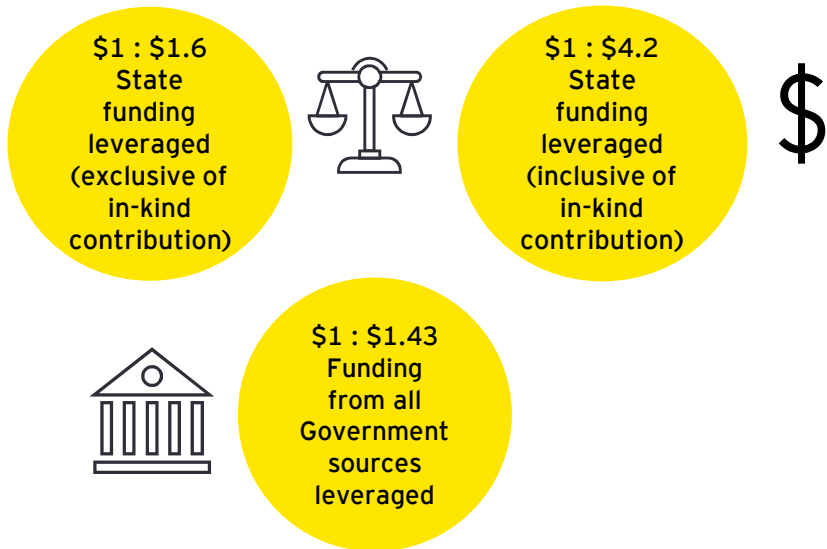 $1 : $1.6
State
funding
leveraged
(exclusive of
in-kind
contribution)
$1 : $4.2
State
funding
leveraged
(inclusive of
in-kind
contribution)
$
$1 : $1.43
Funding
from all
Government
sources
leveraged